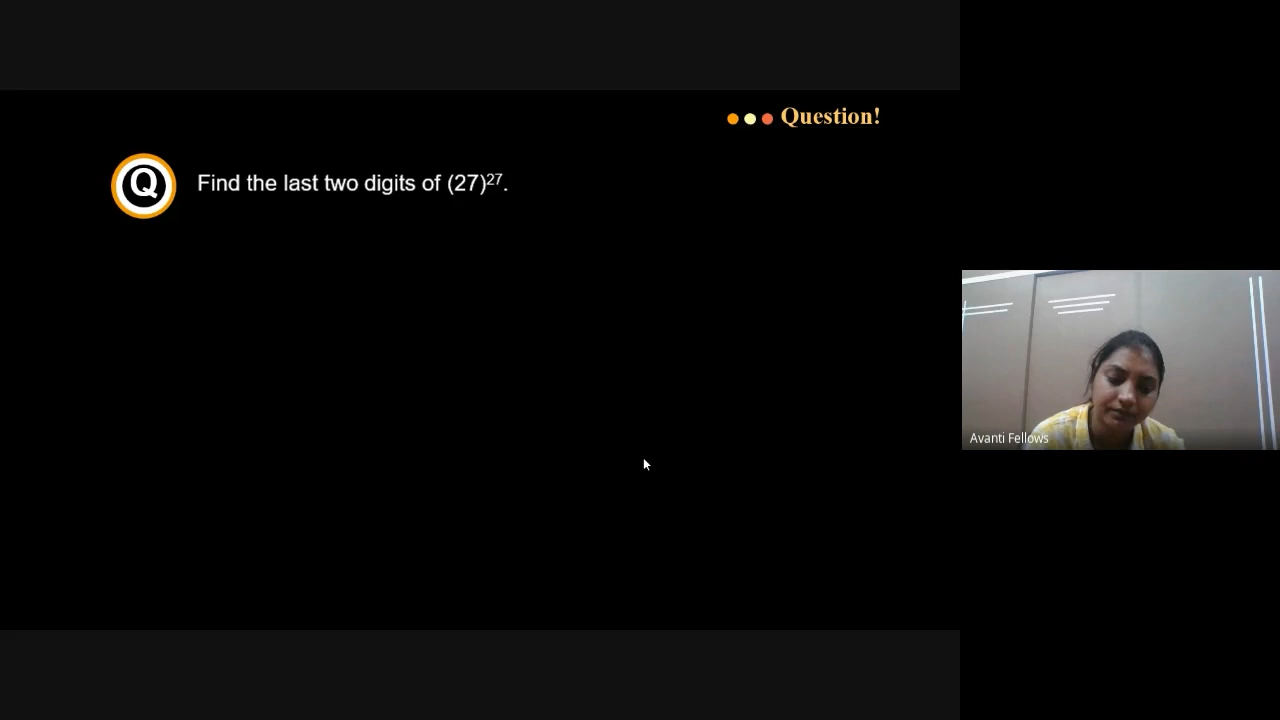 Question!
Q
Find the last two digits of (27)²⁷.
Avanti Fellows